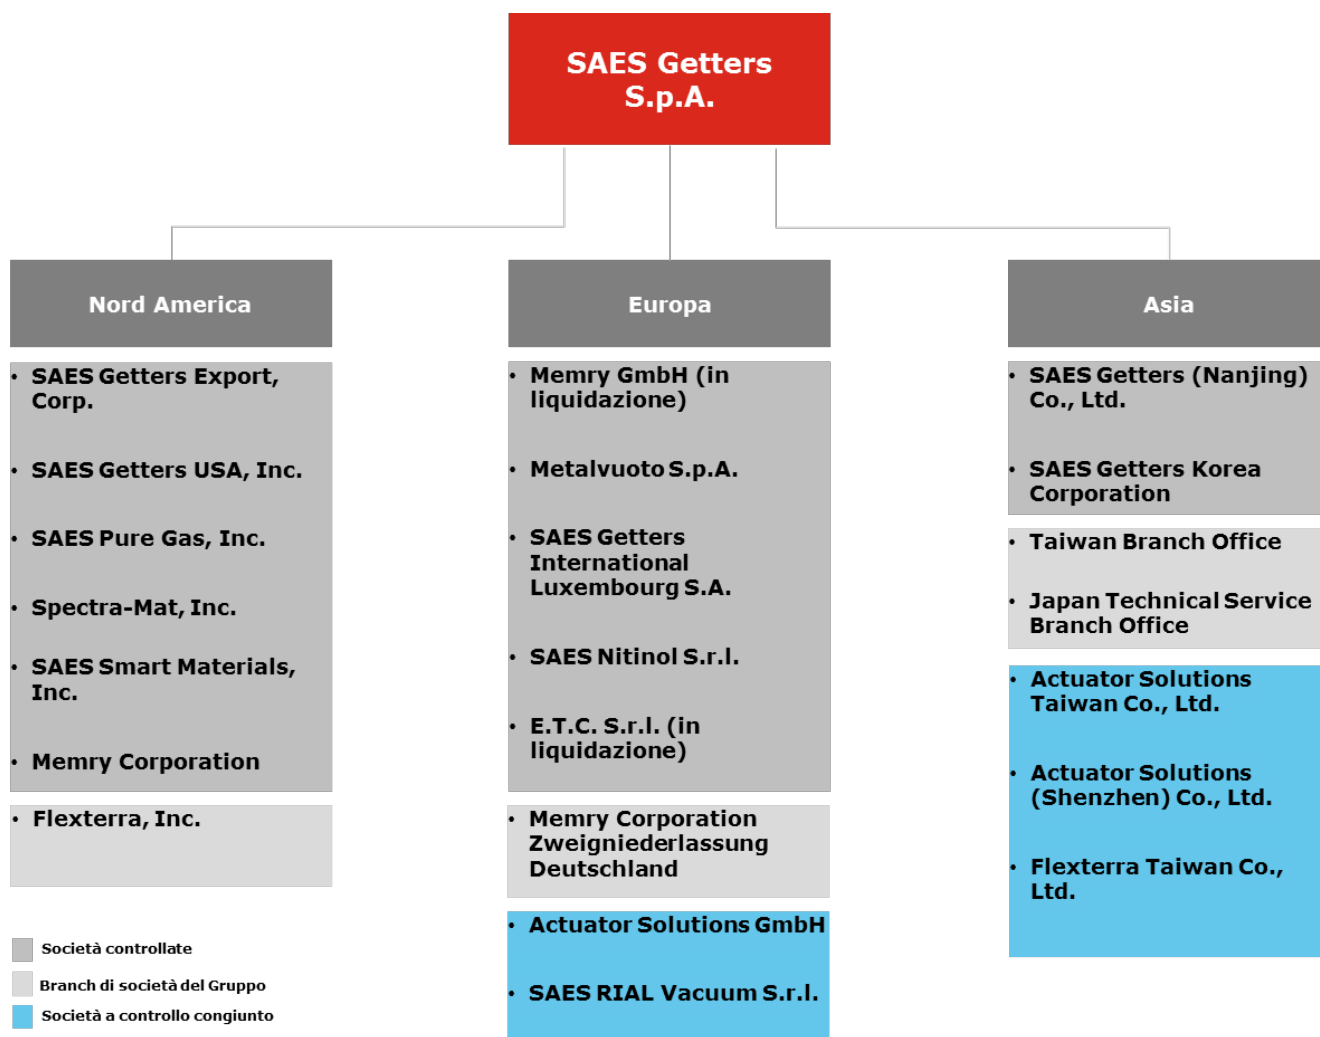 SAES Getters
S.p.A.
Nord America
• SAES Getters Export,
Corp.
• SAES Getters USA, Inc.
• SAES Pure Gas, Inc.
• Spectra-Mat, Inc.
• SAES Smart Materials,
Inc.
• Memry Corporation
• Flexterra, Inc.
Europa
• Memry GmbH (in
liquidazione)
• Metalvuoto S.p.A.
• SAES Getters
International
Luxembourg S.A.
• SAES Nitinol S.r.l.
• E.T.C. S.r.l. (in
liquidazione)
• Memry Corporation
Zweigniederlassung
Deutschland
• Actuator Solutions GmbH
• SAES RIAL Vacuum S.r.l.
Asia
• SAES Getters (Nanjing)
Co., Ltd.
• SAES Getters Korea
Corporation
• Taiwan Branch Office
• Japan Technical Service
Branch Office
• Actuator Solutions
Taiwan Co., Ltd.
• Actuator Solutions
(Shenzhen) Co., Ltd.
• Flexterra Taiwan Co.,
Ltd.
Società controllate
Branch di società del Gruppo
Società a controllo congiunto